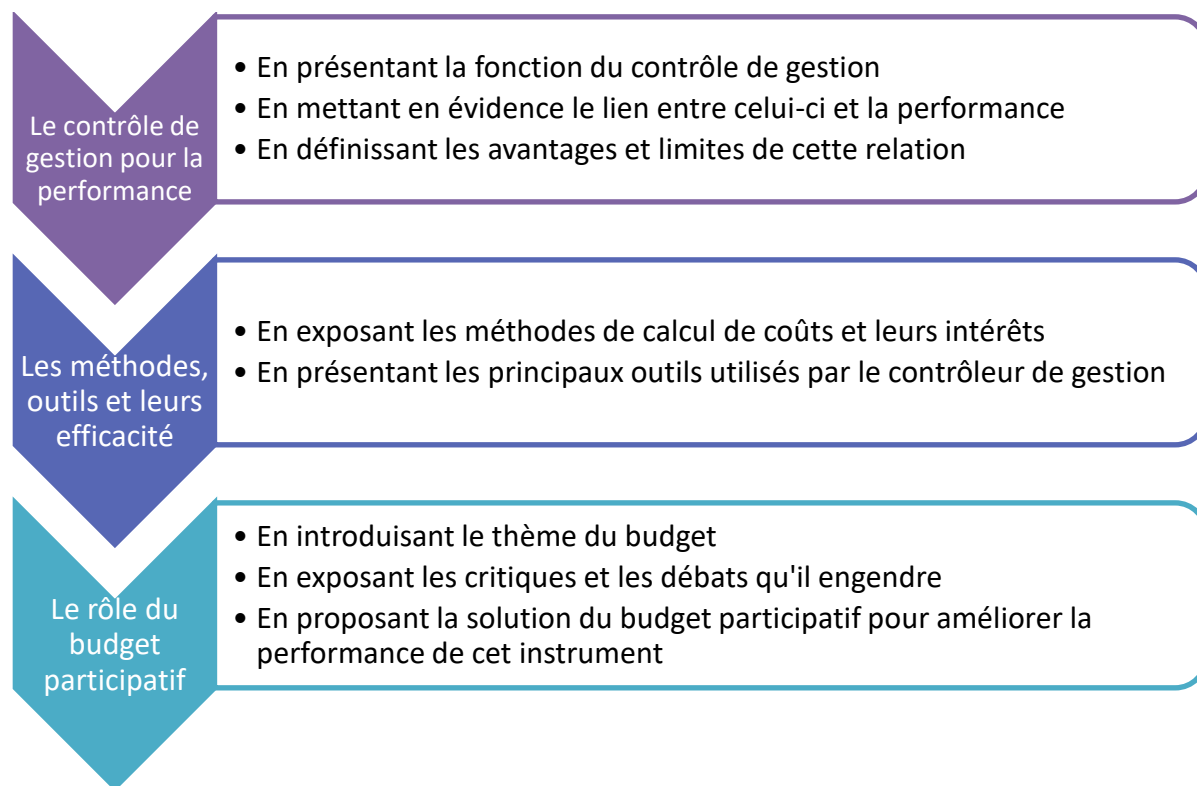 Le contrôle de
gestion pour la
performance
• En présentant la fonction du contrôle de gestion
• En mettant en évidence le lien entre celui-ci et la performance
• En définissant les avantages et limites de cette relation
Les méthodes,
outils et leurs
efficacité
• En exposant les méthodes de calcul de coûts et leurs intérêts
• En présentant les principaux outils utilisés par le contrôleur de gestion
Le rôle du
budget
participatif
• En introduisant le thème du budget
• En exposant les critiques et les débats qu'il engendre
• En proposant la solution du budget participatif pour améliorer la
performance de cet instrument